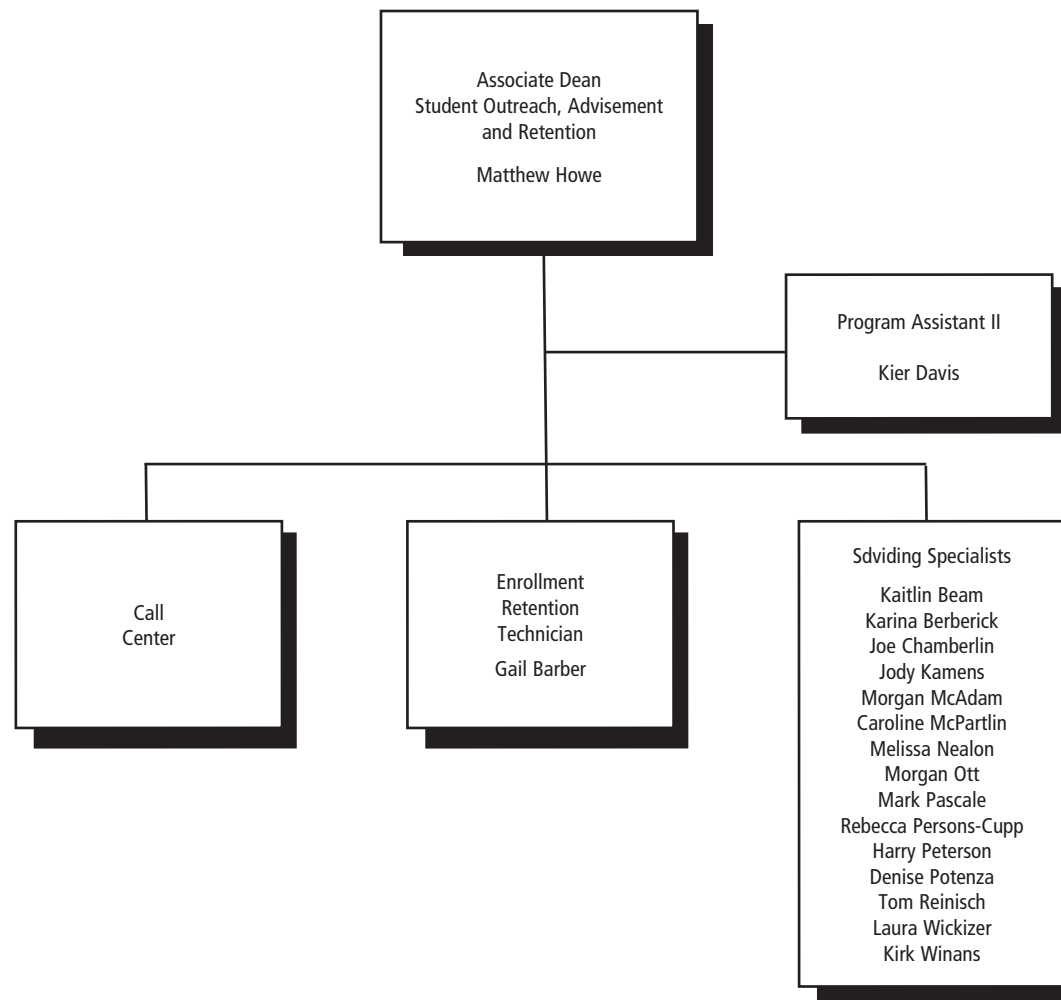 Associate Dean
Student Outreach, Advisement
and Retention
Matthew Howe
Program Assistant II
Kier Davis
Call
Center
Enrollment
Retention
Technician
Gail Barber
Sdviding Specialists
Kaitlin Beam
Karina Berberick
Joe Chamberlin
Jody Kamens
Morgan McAdam
Caroline McPartlin
Melissa Nealon
Morgan Ott
Mark Pascale
Rebecca Persons-Cupp
Harry Peterson
Denise Potenza
Tom Reinisch
Laura Wickizer
Kirk Winans